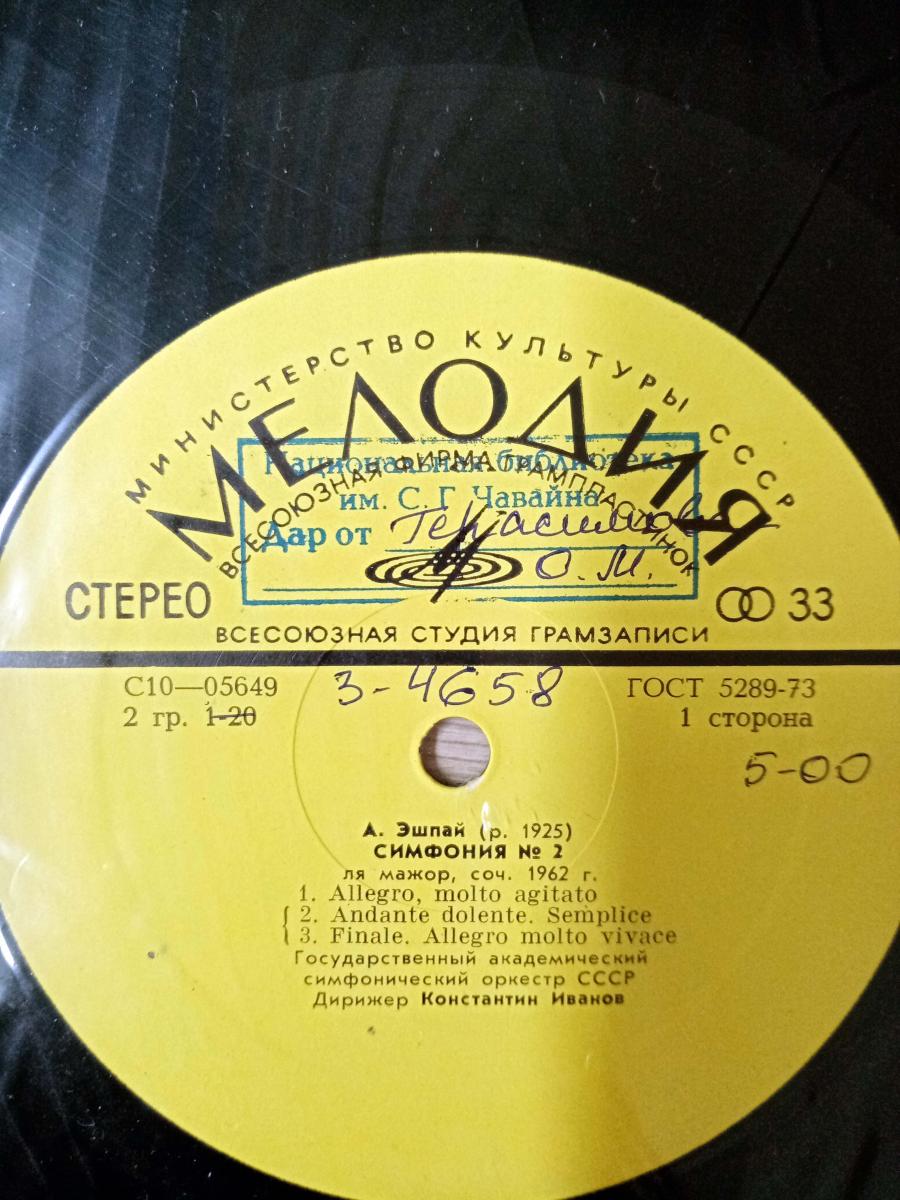 МИНИСТЕРСТВО КУЛЬТУРЫ СССР
МЕЛОДИЯ
ВСЕСОЮЗНАЯ ФИРМА ГРАМПЛАСТИНОК
Национальная библиотека
им. С. Г. Чавайна
Дар от Герасимова
О. М.
СТЕРЕО
33
ВСЕСОЮЗНАЯ СТУДИЯ ГРАМЗАПИСИ
С10—05649
3-4658
ГОСТ 5289-73
2 гр. 1-20
1 сторона
5-00
А. Эшпай (р. 1925)
СИМФОНИЯ № 2
ля мажор, соч. 1962 г.
1. Allegro, molto agitato
2. Andante dolente. Semplice
3. Finale. Allegro molto vivace
Государственный академический
симфонический оркестр СССР
Дирижер Константин Иванов